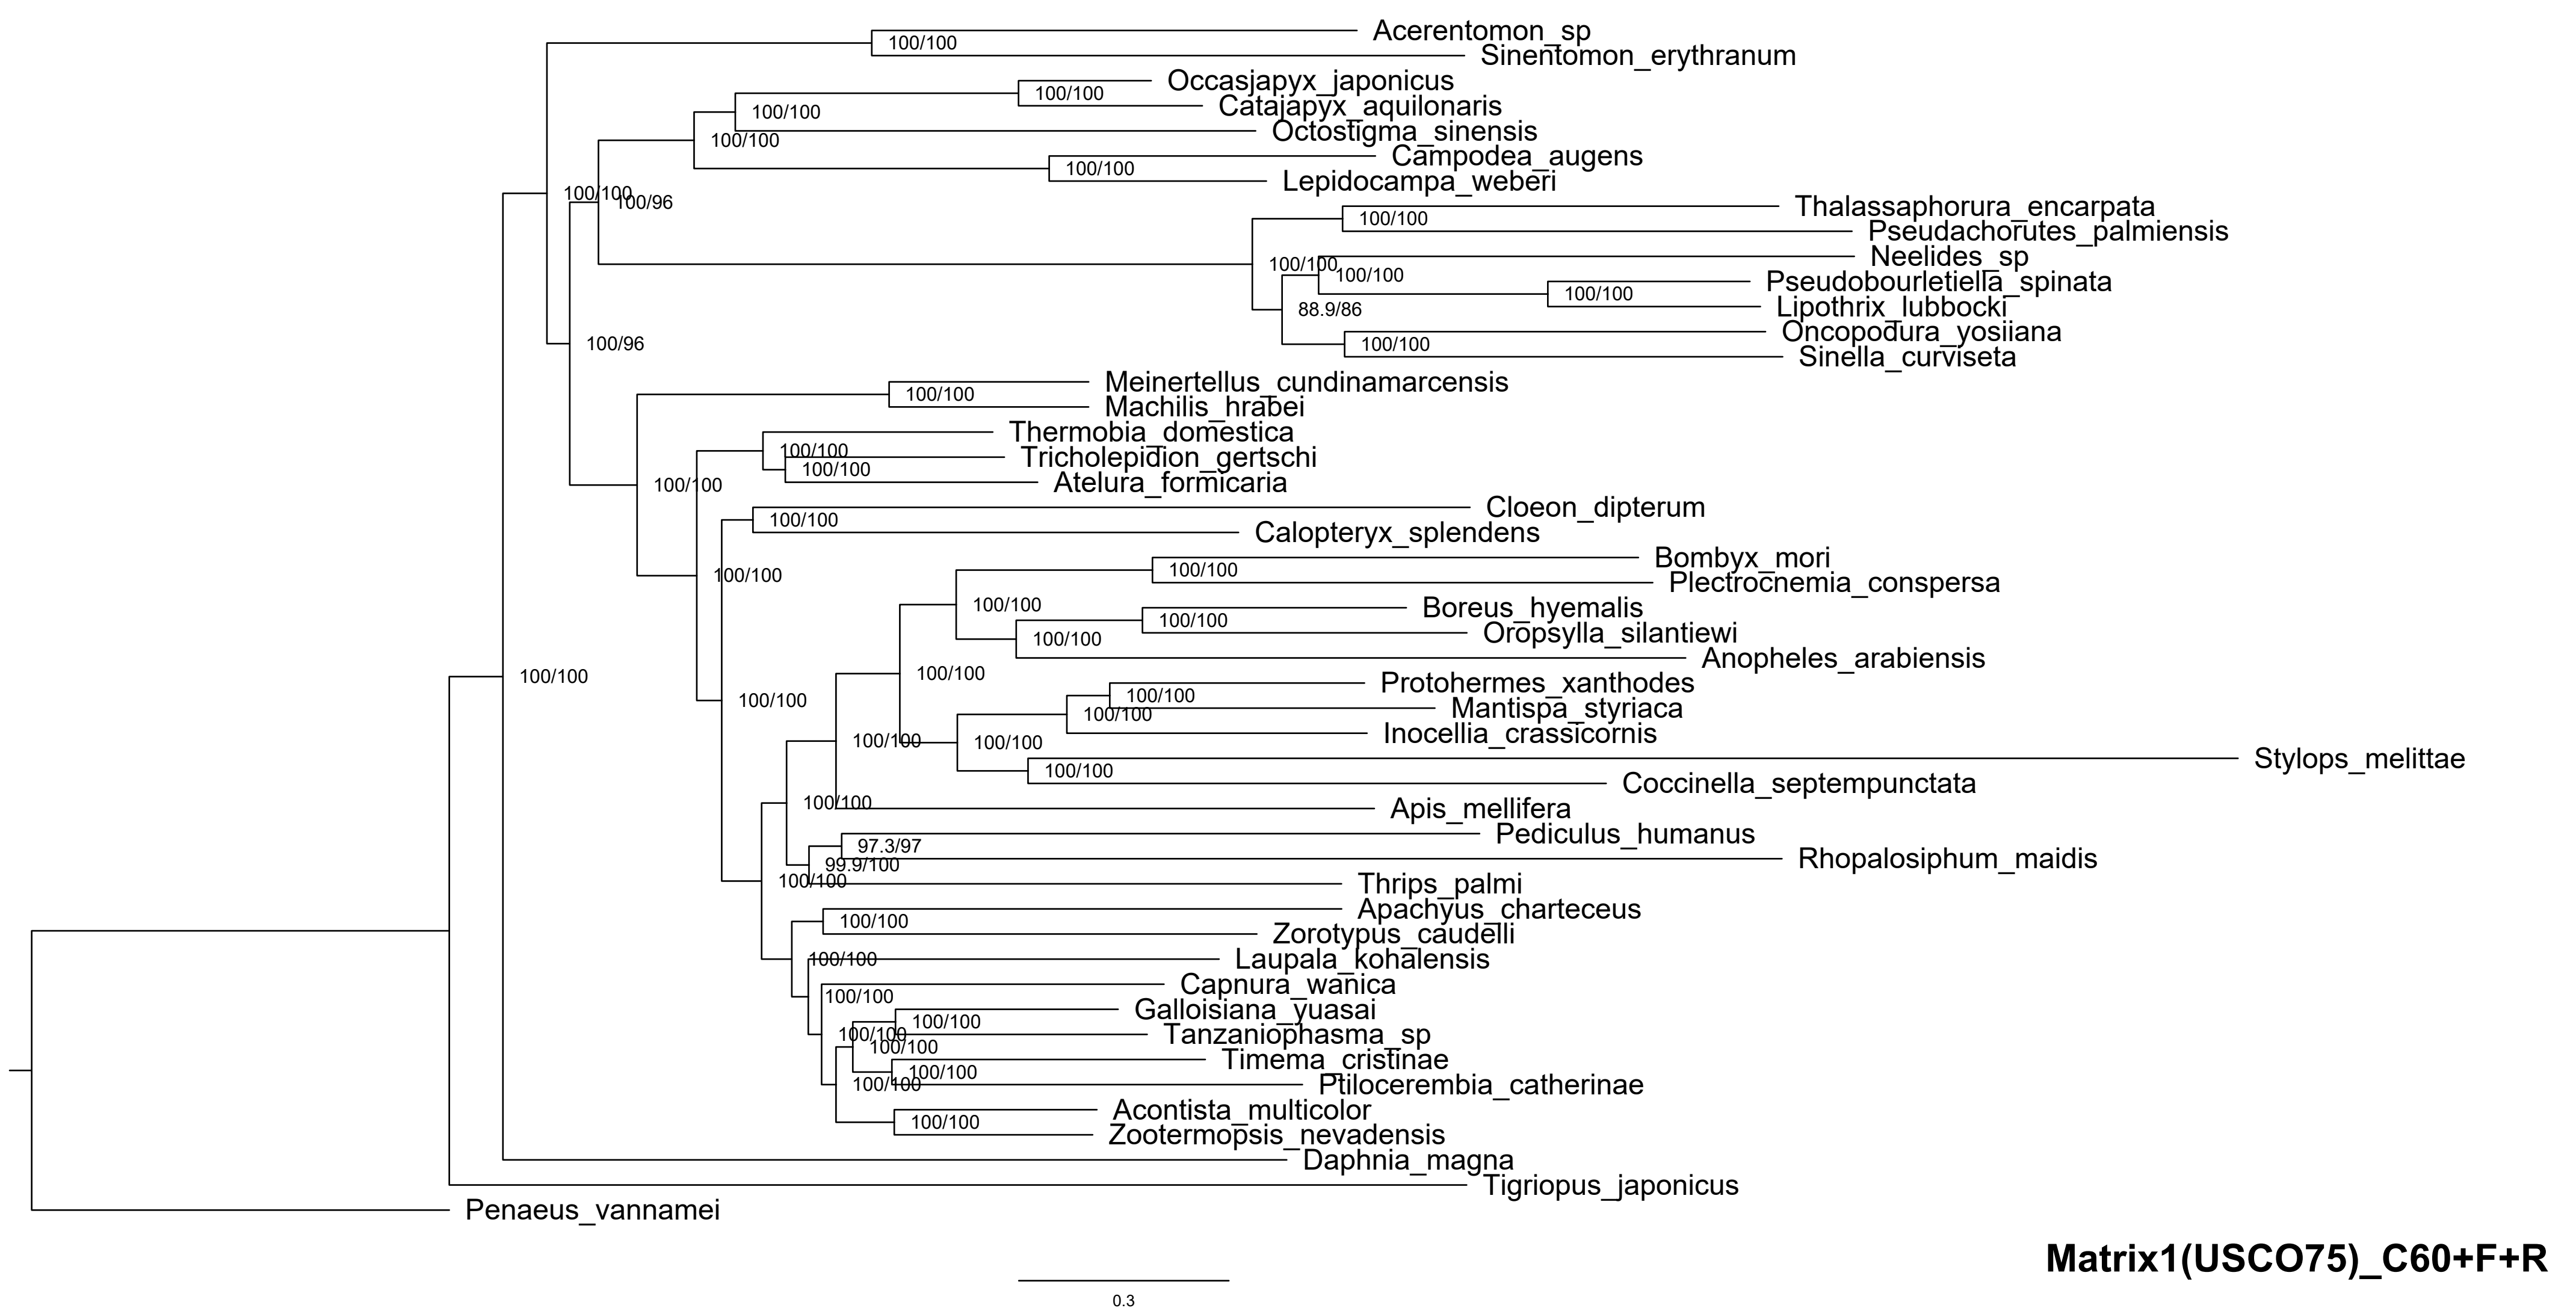 Acerentomon_sp
100/100
Sinentomon_erythranum
Occasjapyx_japonicus
100/100
Catajapyx_aquilonaris
100/100
Octostigma_sinensis
100/100
Campodea_augens
100/100
Lepidocampa_weberi
100/100
100/96
Thalassaphorura_encarpata
100/100
Pseudachorutes_palmiensis
Neelides_sp
100/100
100/100
Pseudobourletiella_spinata
100/100
Lipothrix_lubbocki
88.9/86
Oncopodura_yosiiana
100/100
100/96
Sinella_curviseta
Meinertellus_cundinamarcensis
100/100
Machilis_hrabei
Thermobia_domestica
100/100
Tricholepidion_gertschi
100/100
Atelura_formicaria
100/100
Cloeon_dipterum
100/100
Calopteryx_splendens
Bombyx_mori
100/100
100/100
Plectrocnemia_conspersa
100/100
Boreus_hyemalis
100/100
Oropsylla_silantiewi
100/100
Anopheles_arabiensis
100/100
100/100
Protohermes_xanthodes
100/100
100/100
Mantispa_styriaca
100/100
Inocellia_crassicornis
100/100
100/100
Stylops_melittae
100/100
Coccinella_septempunctata
100/100
Apis_mellifera
Pediculus_humanus
97.3/97
Rhopalosiphum_maidis
99.9/100
100/100
Thrips_palmi
Apachyus_charteceus
100/100
Zorotypus_caudelli
100/100
Laupala_kohalensis
Capnura_wanica
100/100
Galloisiana_yuasai
100/100
100/100
Tanzaniophasma_sp
100/100
Timema_cristinae
100/100
100/100
Ptilocerembia_catherinae
Acontista_multicolor
100/100
Zootermopsis_nevadensis
Daphnia_magna
Tigriopus_japonicus
Penaeus_vannamei
Matrix1(USCO75)_C60+F+R
0.3